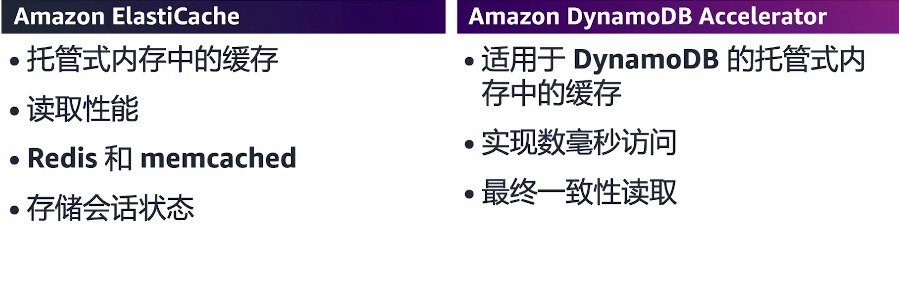 Amazon ElastiCache
• 托管式内存中的缓存
• 读取性能
• Redis 和 memcached
• 存储会话状态
Amazon DynamoDB Accelerator
• 适用于 DynamoDB 的托管式内
存中的缓存
• 实现数毫秒访问
• 最终一致性读取